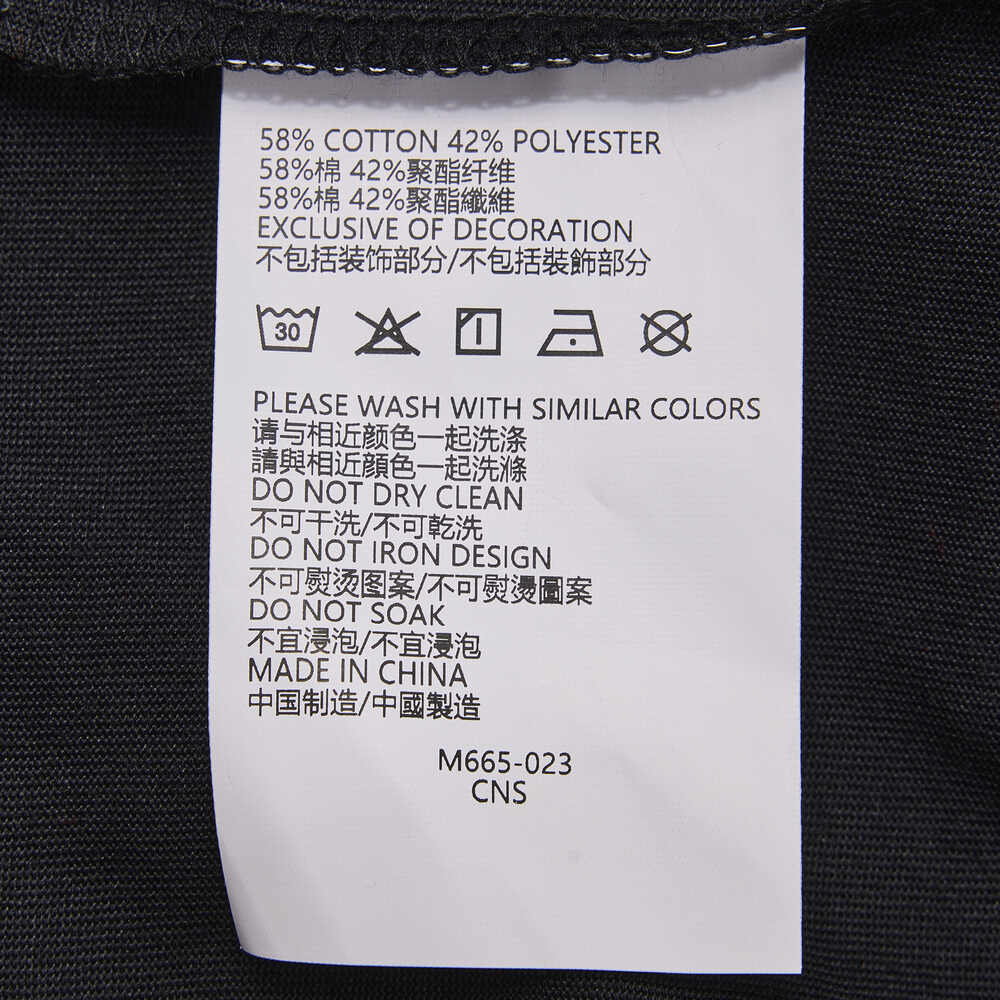 58% COTTON 42% POLYESTER
58%棉 42%聚酯纤维
58%棉 42%聚酯纖維
EXCLUSIVE OF DECORATION
不包括装饰部分/不包括裝飾部分
30
PLEASE WASH WITH SIMILAR COLORS
请与相近颜色一起洗涤
請與相近顏色一起洗滌
DO NOT DRY CLEAN
不可干洗/不可乾洗
DO NOT IRON DESIGN
不可熨烫图案/不可熨燙圖案
DO NOT SOAK
不宜浸泡/不宜浸泡
MADE IN CHINA
中国制造/中國製造
M665-023
CNS